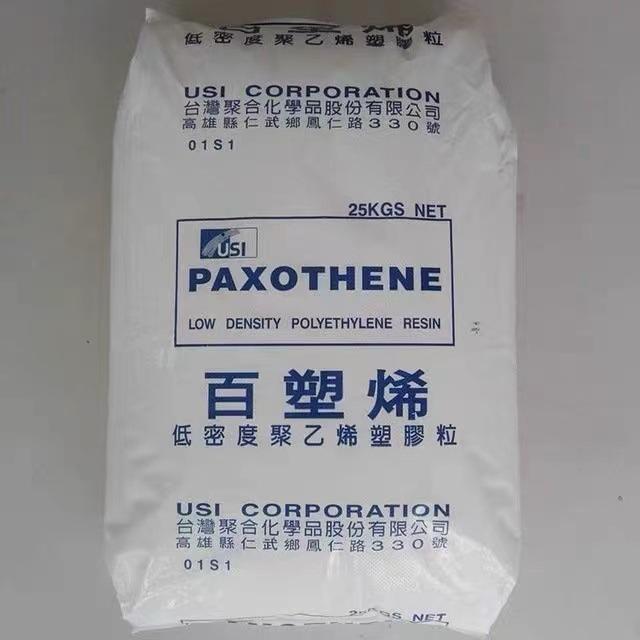 百塑烯
低密度聚乙烯塑膠粒
USI CORPORATION
台灣聚合化學品股份有限公司
高雄縣仁武鄉鳳仁路330號
01S1
25KGS NET
USI
PAXOTHENE
LOW DENSITY POLYETHYLENE RESIN
百塑烯
低密度聚乙烯塑膠粒
USI CORPORATION
台灣聚合化學品股份有限公司
高雄縣仁武鄉鳳仁路330號
01S1
25KGS NET